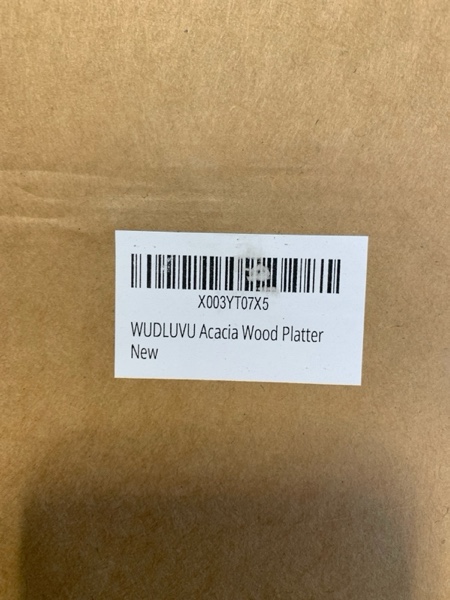 X003YT07X5
WUDLUVU Acacia Wood Platter
New